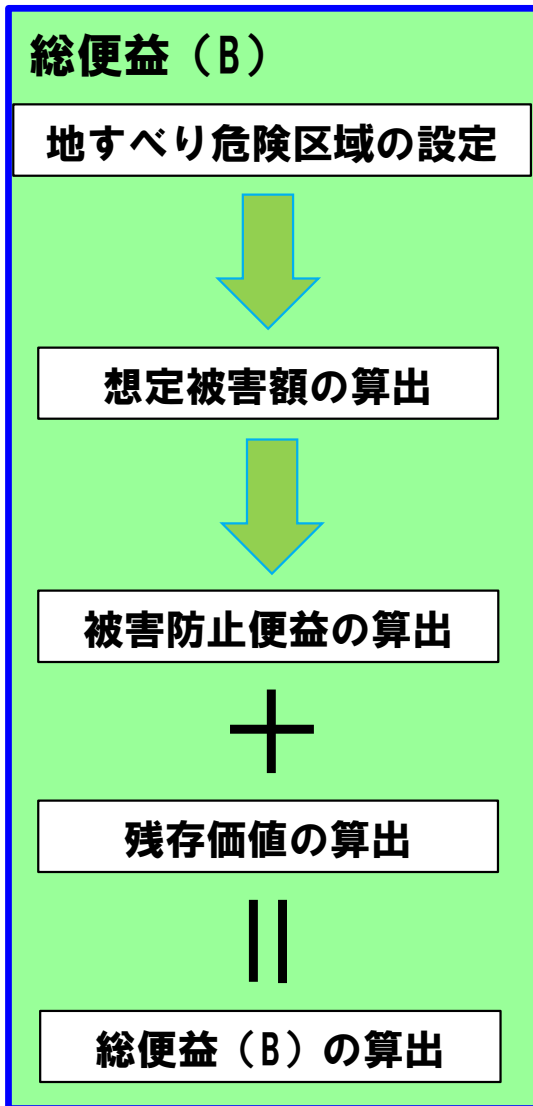 総便益（B）
地すべり危険区域の設定
想定被害額の算出
被害防止便益の算出
＋
残存価値の算出
＝
総便益（B）の算出